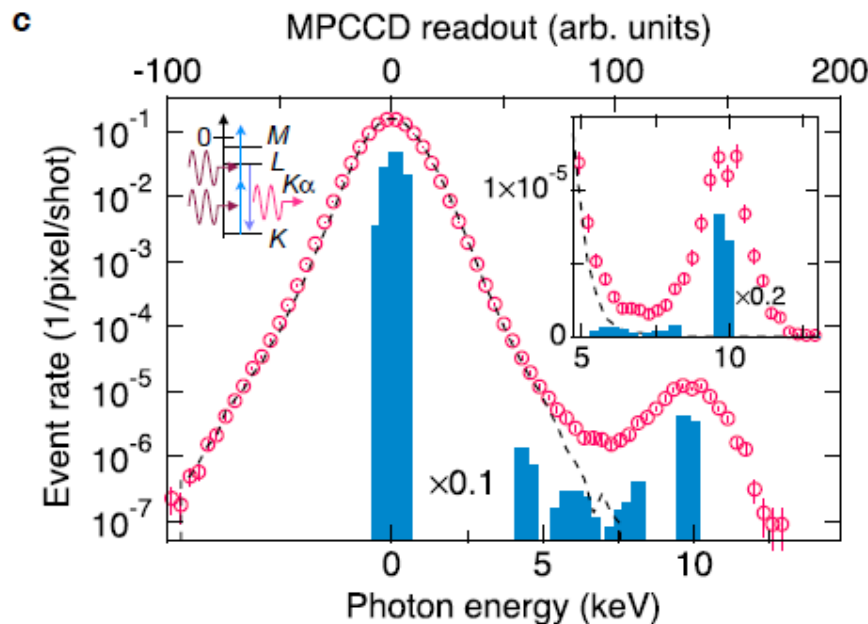 c
MPCCD readout (arb. units)
-100 0 100 200
Event rate (1/pixel/shot)
10-1
10-2
10-3
10-4
10-5
10-6
10-7
0
M
L
Kα
K
1×10-5
0
×0.2
5 10
×0.1
0 5 10
Photon energy (keV)